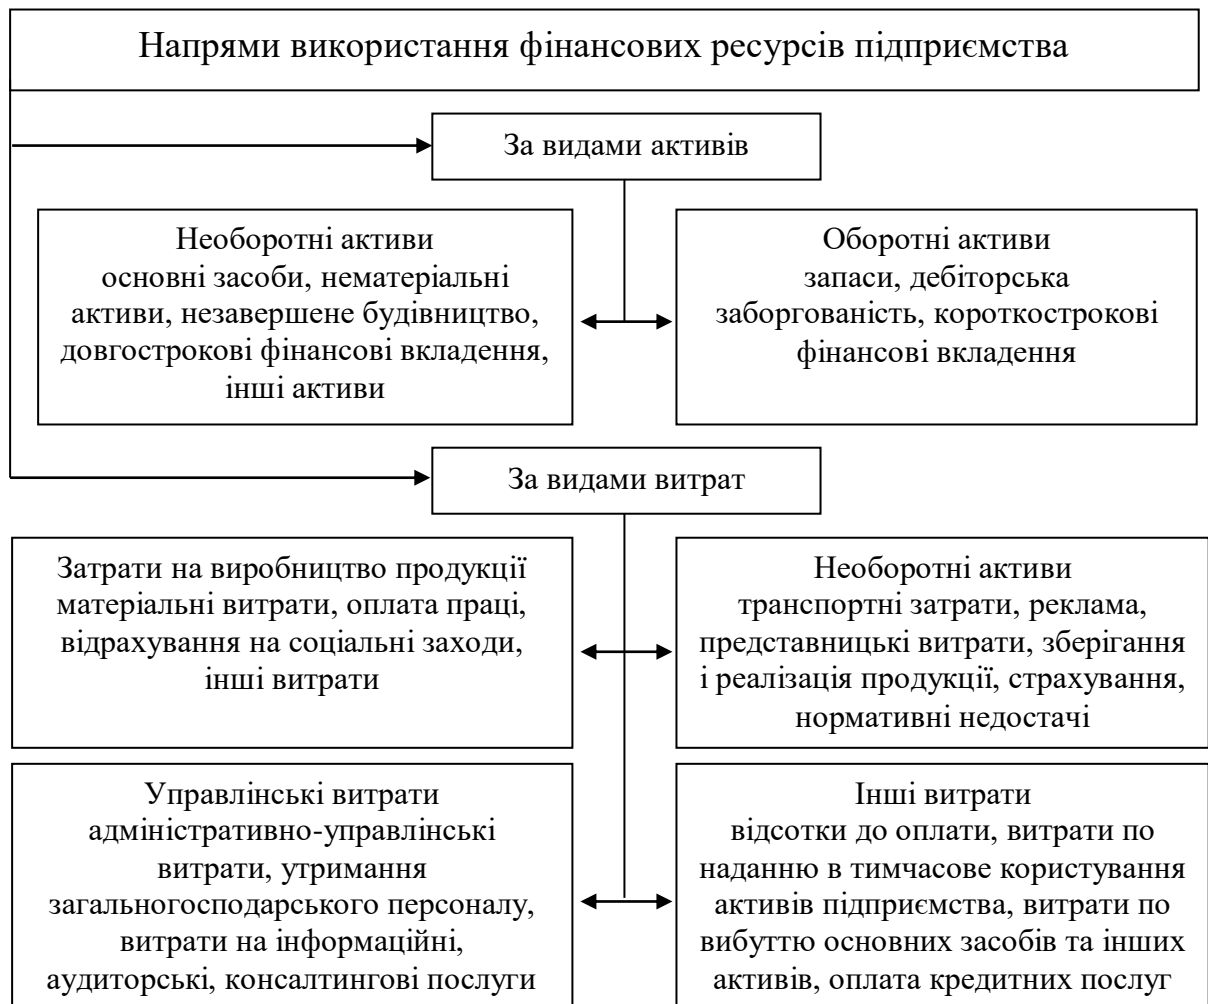 Напрями використання фінансових ресурсів підприємства
За видами активів
Необоротні активи
основні засоби, нематеріальні
активи, незавершене будівництво,
довгострокові фінансові вкладення,
інші активи
Оборотні активи
запаси, дебіторська
заборгованість, короткострокові
фінансові вкладення
За видами витрат
Затрати на виробництво продукції
матеріальні витрати, оплата праці,
відрахування на соціальні заходи,
інші витрати
Необоротні активи
транспортні затрати, реклама,
представницькі витрати, зберігання
і реалізація продукції, страхування,
нормативні недостачі
Управлінські витрати
адміністративно-управлінські
витрати, утримання
загальногосподарського персоналу,
витрати на інформаційні,
аудиторські, консалтингові послуги
Інші витрати
відсотки до оплати, витрати по
наданню в тимчасове користування
активів підприємства, витрати по
вибуттю основних засобів та інших
активів, оплата кредитних послуг